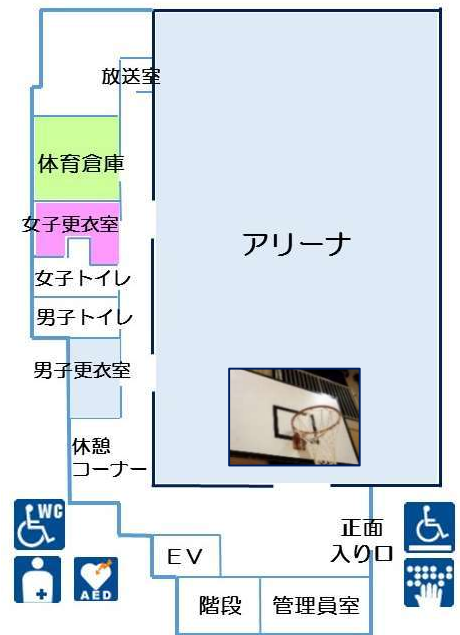 放送室
体育倉庫
女子更衣室
アリーナ
女子トイレ
男子トイレ
男子更衣室
休憩
コーナー
WC
正面
入り口
EV
AED
階段
管理員室